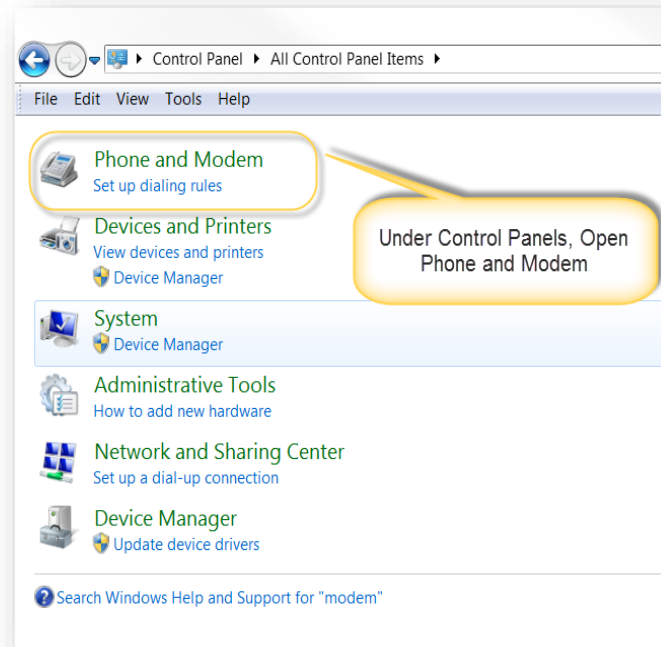 Control Panel All Control Panel Items
File Edit View Tools Help
Phone and Modem
Set up dialing rules
Under Control Panels, Open
Phone and Modem
Devices and Printers
View devices and printers
Device Manager
System
Device Manager
Administrative Tools
How to add new hardware
Network and Sharing Center
Set up a dial-up connection
Device Manager
Update device drivers
Search Windows Help and Support for "modem"